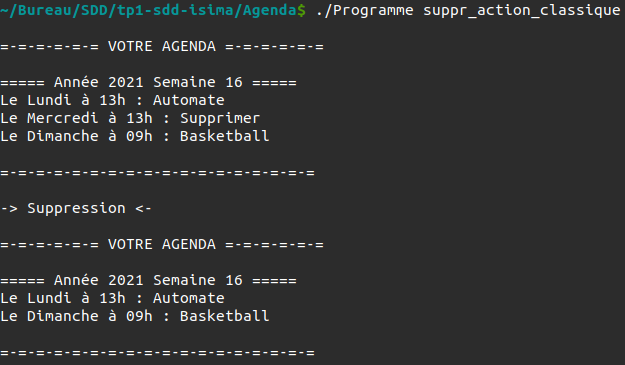 ~/Bureau/SDD/tp1-sdd-isima/Agenda$ ./Programme suppr_action_classique
=-=-=-=-=-= VOTRE AGENDA =-=-=-=-=-=
===== Année 2021 Semaine 16 =====
Le Lundi à 13h : Automate
Le Mercredi à 13h : Supprimer
Le Dimanche à 09h : Basketball
=-=-=-=-=-=-=-=-=-=-=-=-=-=-=-=-=-=
-> Suppression <-
=-=-=-=-=-= VOTRE AGENDA =-=-=-=-=-=
===== Année 2021 Semaine 16 =====
Le Lundi à 13h : Automate
Le Dimanche à 09h : Basketball
=-=-=-=-=-=-=-=-=-=-=-=-=-=-=-=-=-=